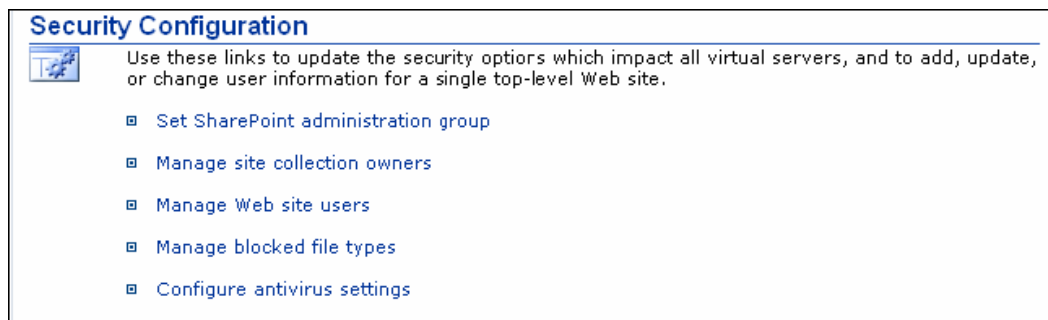 Security Configuration
Use these links to update the security options which impact all virtual servers, and to add, update,
or change user information for a single top-level Web site.
Set SharePoint administration group
Manage site collection owners
Manage Web site users
Manage blocked file types
Configure antivirus settings